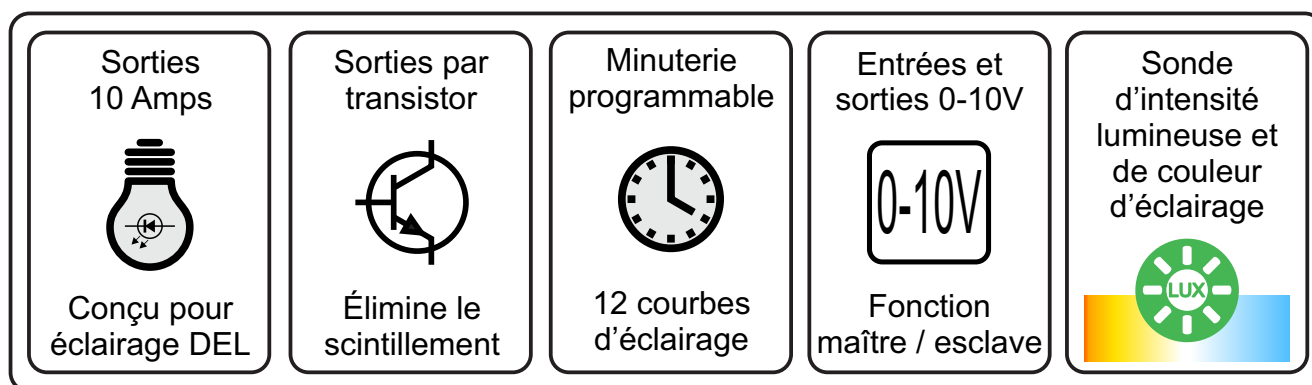 Sorties
10 Amps
Conçu pour
éclairage DEL
Sorties par
transistor
Élimine le
scintillement
Minuterie
programmable
12 courbes
d'éclairage
Entrées et
sorties 0-10V
0-10V
Fonction
maître / esclave
Sonde
d'intensité
lumineuse et
de couleur
d'éclairage
LUX